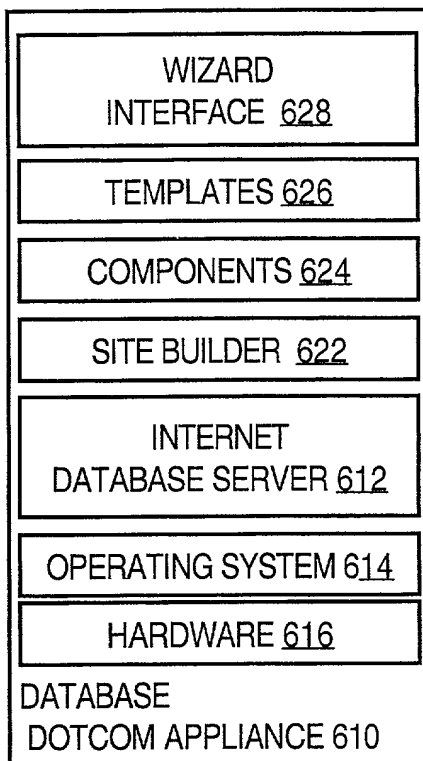 WIZARD
INTERFACE 628
TEMPLATES 626
COMPONENTS 624
SITE BUILDER 622
INTERNET
DATABASE SERVER 612
OPERATING SYSTEM 614
HARDWARE 616
DATABASE
DOTCOM APPLIANCE 610